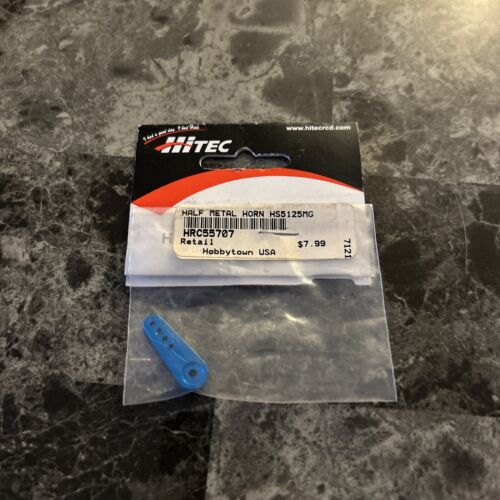 www.hitecrcd.com
HITEC
HALF METAL HORN HS5125MG
HRC55707
Retail
$7.99
Hobbytown USA
7121